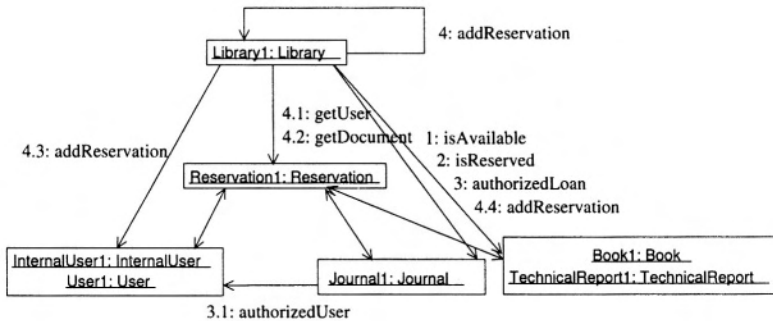 4: addReservation
Library1: Library
4.1: getUser
4.2: getDocument
1: isAvailable
4.3: addReservation
2: isReserved
Reservation1: Reservation
3: authorizedLoan
4.4: addReservation
InternalUser1: InternalUser
User1: User
Journal1: Journal
Book1: Book
TechnicalReport1: TechnicalReport
3.1: authorizedUser